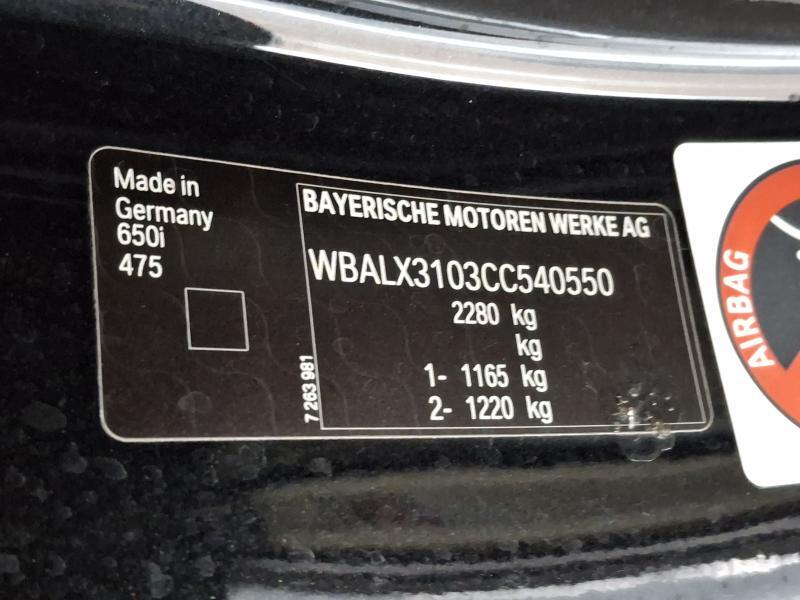 Made in
Germany
650i
475
BAYERISCHE MOTOREN WERKE AG
WBALX3103CC540550
2280 kg
kg
1- 1165 kg
2- 1220 kg
7 263 981
AIRBAG